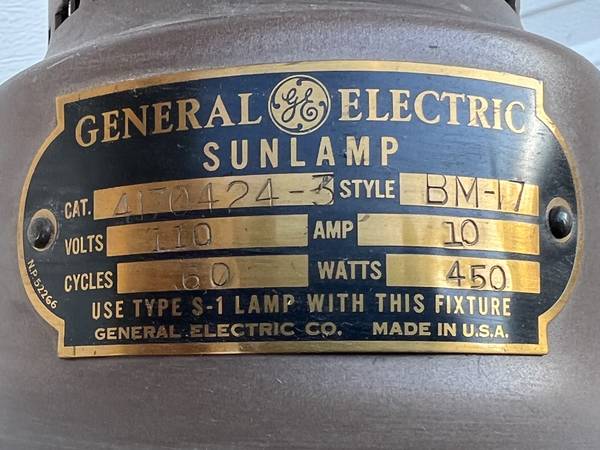 GENERAL GE ELECTRIC
SUNLAMP
CAT. 4130424-3 STYLE BM-17
VOLTS 110 AMP 10
CYCLES 60 WATTS 450
USE TYPE S-1 LAMP WITH THIS FIXTURE
GENERAL ELECTRIC CO. MADE IN U.S.A.
N.P. 52266